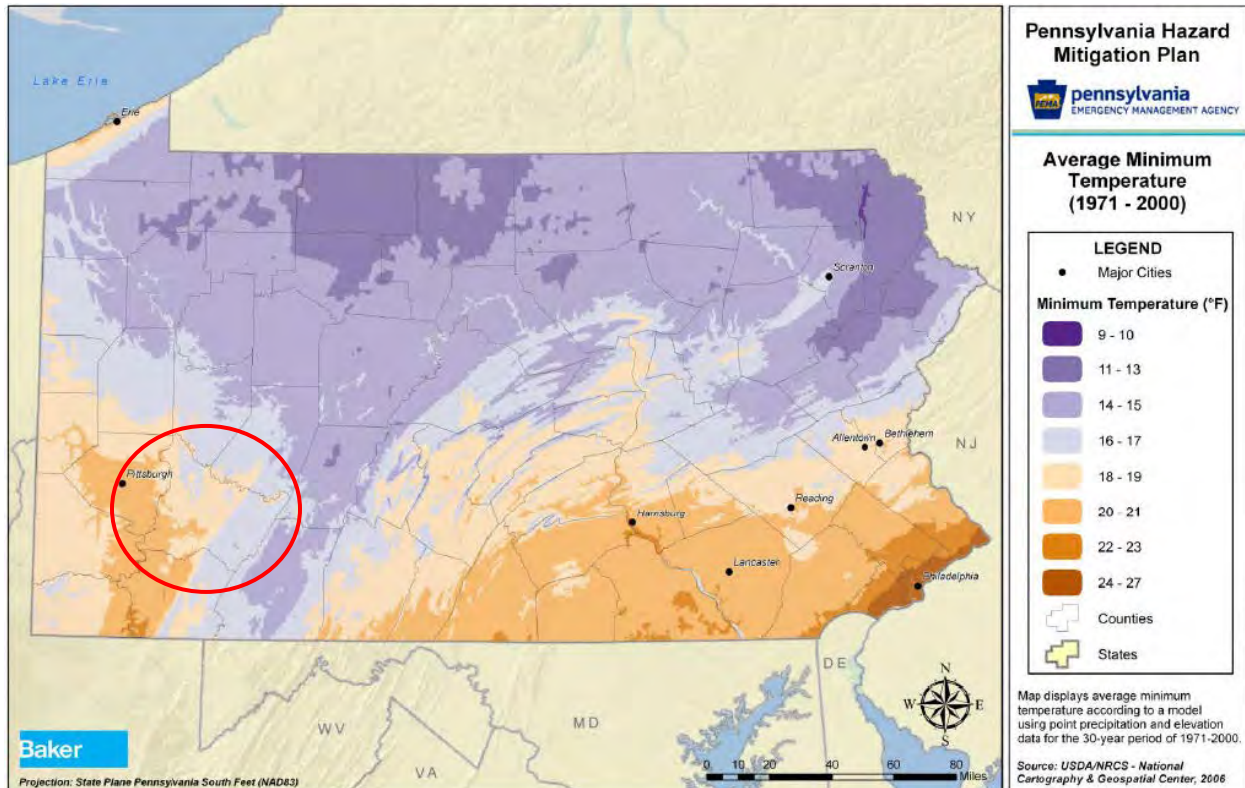 Lake Erie
Erie
NY
Scranton
Allentown
Bethlehem
NJ
Pittsburgh
Reading
Harrisburg
Lancaster
Philadelphia
DE
WV
MD
VA
N
W
E
S
Baker
0 10 20 40 60 80
Miles
Projection: State Plane Pennsylvania South Feet (NAD83)
Pennsylvania Hazard
Mitigation Plan
PEMA
pennsylvania
EMERGENCY MANAGEMENT AGENCY
Average Minimum
Temperature
(1971 - 2000)
LEGEND
Major Cities
Minimum Temperature (°F)
9 - 10
11 - 13
14 - 15
16 - 17
18 - 19
20 - 21
22 - 23
24 - 27
Counties
States
Map displays average minimum
temperature according to a model
using point precipitation and elevation
data for the 30-year period of 1971-2000.
Source: USDA/NRCS - National
Cartography & Geospatial Center, 2006